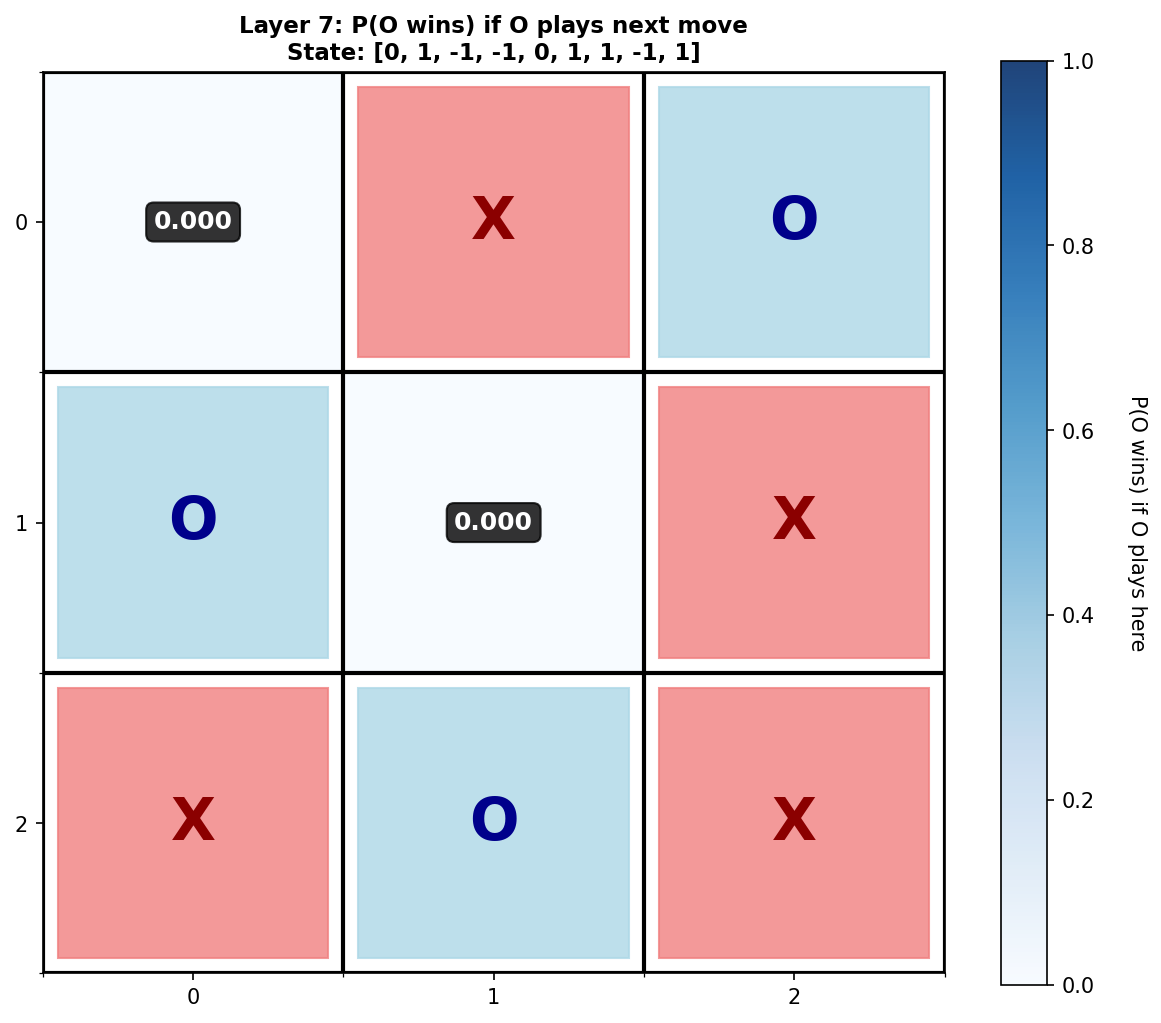 Layer 7: P(O wins) if O plays next move
State: [0, 1, -1, -1, 0, 1, 1, -1, 1]
0
0.000
X
O
1
O
0.000
X
2
X
O
X
0
1
2
1.0
0.8
0.6
0.4
0.2
0.0
P(O wins) if O plays here